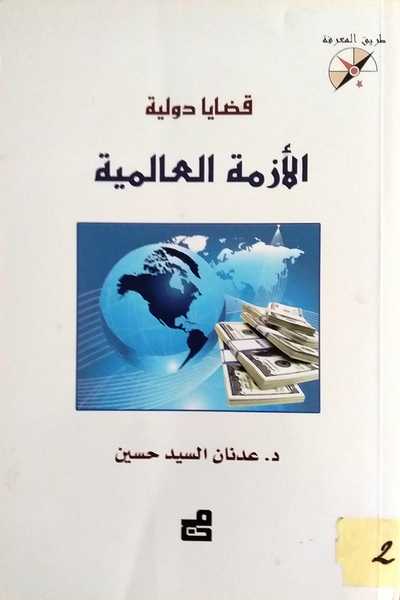 طريق المعرفة
قضايا دولية
الأزمة العالمية
د. عدنان السيد حسين
2